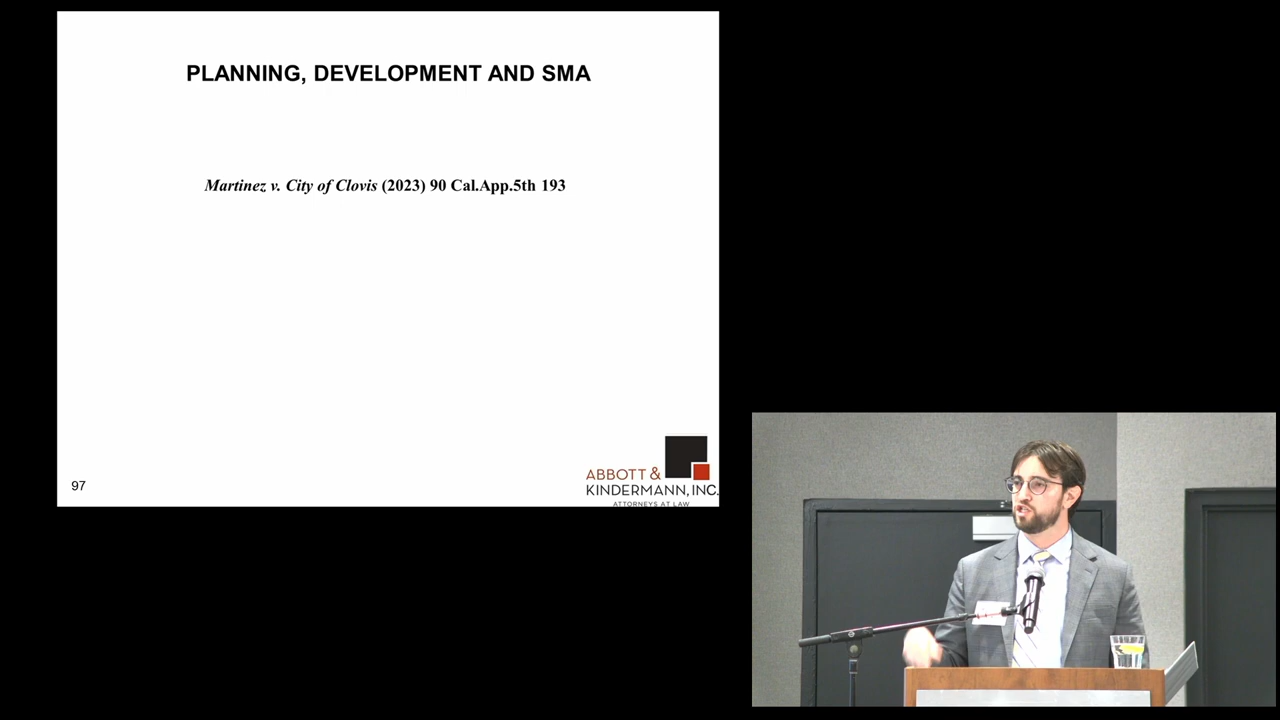 PLANNING, DEVELOPMENT AND SMA
Martinez v. City of Clovis (2023) 90 Cal.App.5th 193
97
ABBOTT &
KINDERMANN, INC.
ATTORNEYS AT LAW